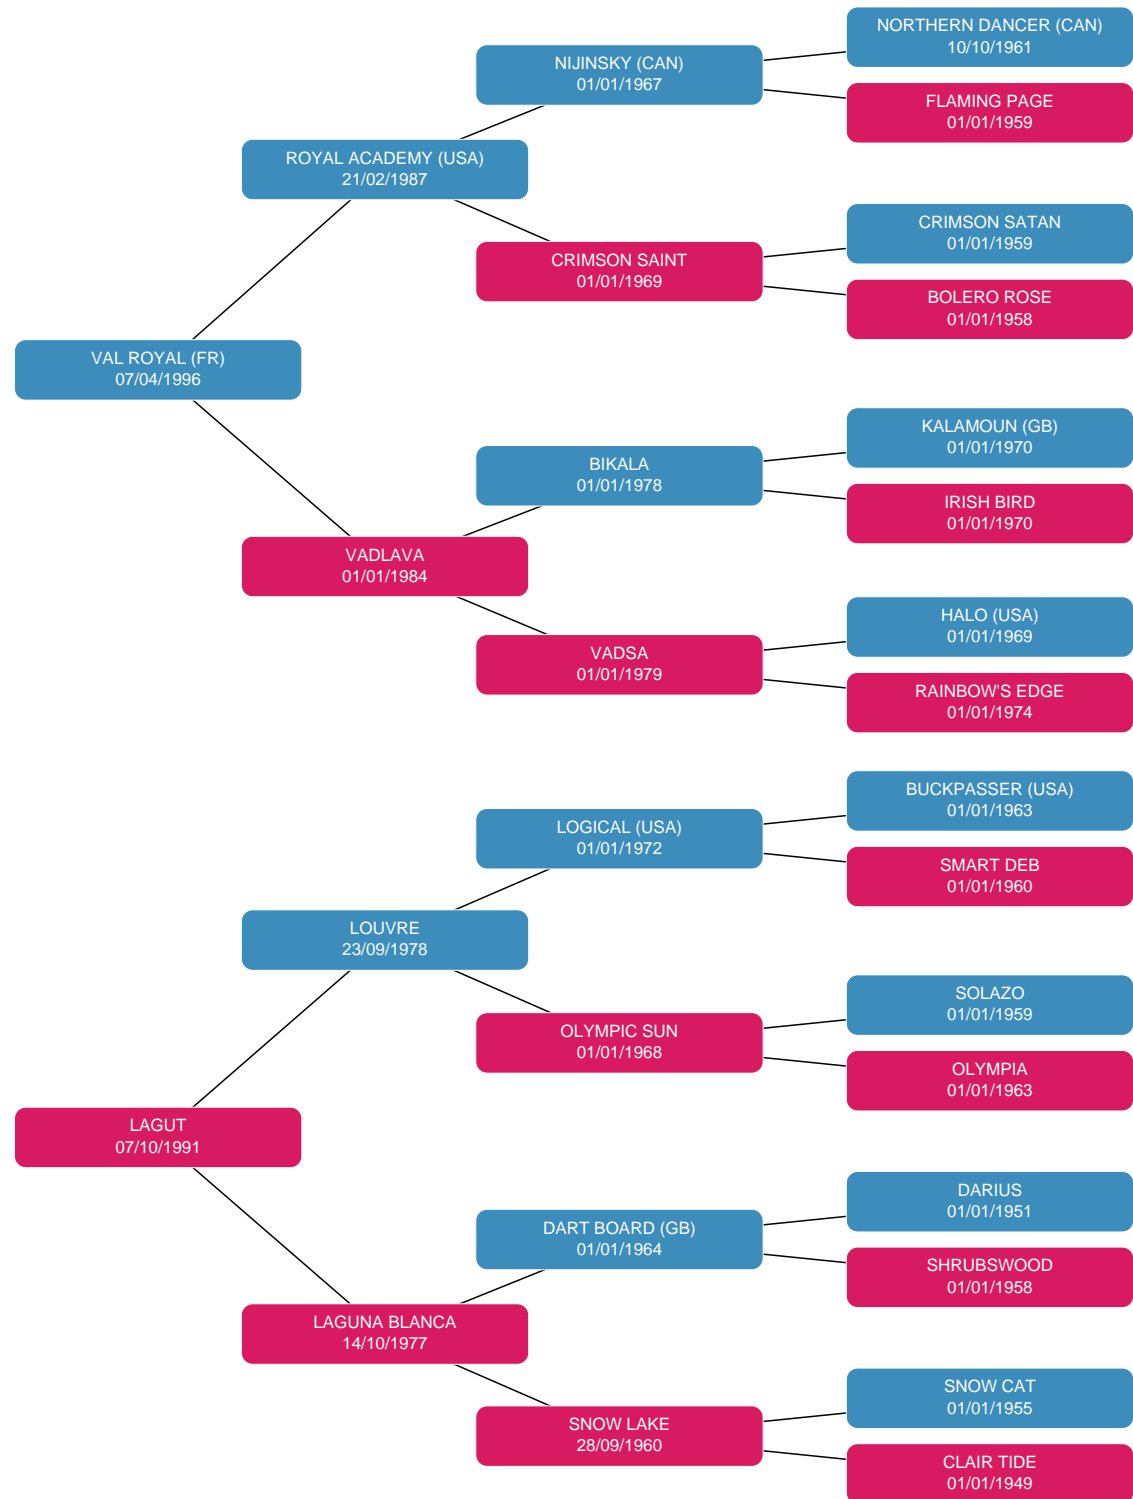 NORTHERN DANCER (CAN)
10/10/1961
NIJINSKY (CAN)
01/01/1967
FLAMING PAGE
01/01/1959
ROYAL ACADEMY (USA)
21/02/1987
CRIMSON SATAN
01/01/1959
CRIMSON SAINT
01/01/1969
BOLERO ROSE
01/01/1958
VAL ROYAL (FR)
07/04/1996
KALAMOUN (GB)
01/01/1970
BIKALA
01/01/1978
IRISH BIRD
01/01/1970
VADLAVA
01/01/1984
HALO (USA)
01/01/1969
VADSA
01/01/1979
RAINBOW'S EDGE
01/01/1974
BUCKPASSER (USA)
01/01/1963
LOGICAL (USA)
01/01/1972
SMART DEB
01/01/1960
LOUVRE
23/09/1978
SOLAZO
01/01/1959
OLYMPIC SUN
01/01/1968
OLYMPIA
01/01/1963
LAGUT
07/10/1991
DARIUS
01/01/1951
DART BOARD (GB)
01/01/1964
SHRUBSWOOD
01/01/1958
LAGUNA BLANCA
14/10/1977
SNOW CAT
01/01/1955
SNOW LAKE
28/09/1960
CLAIR TIDE
01/01/1949